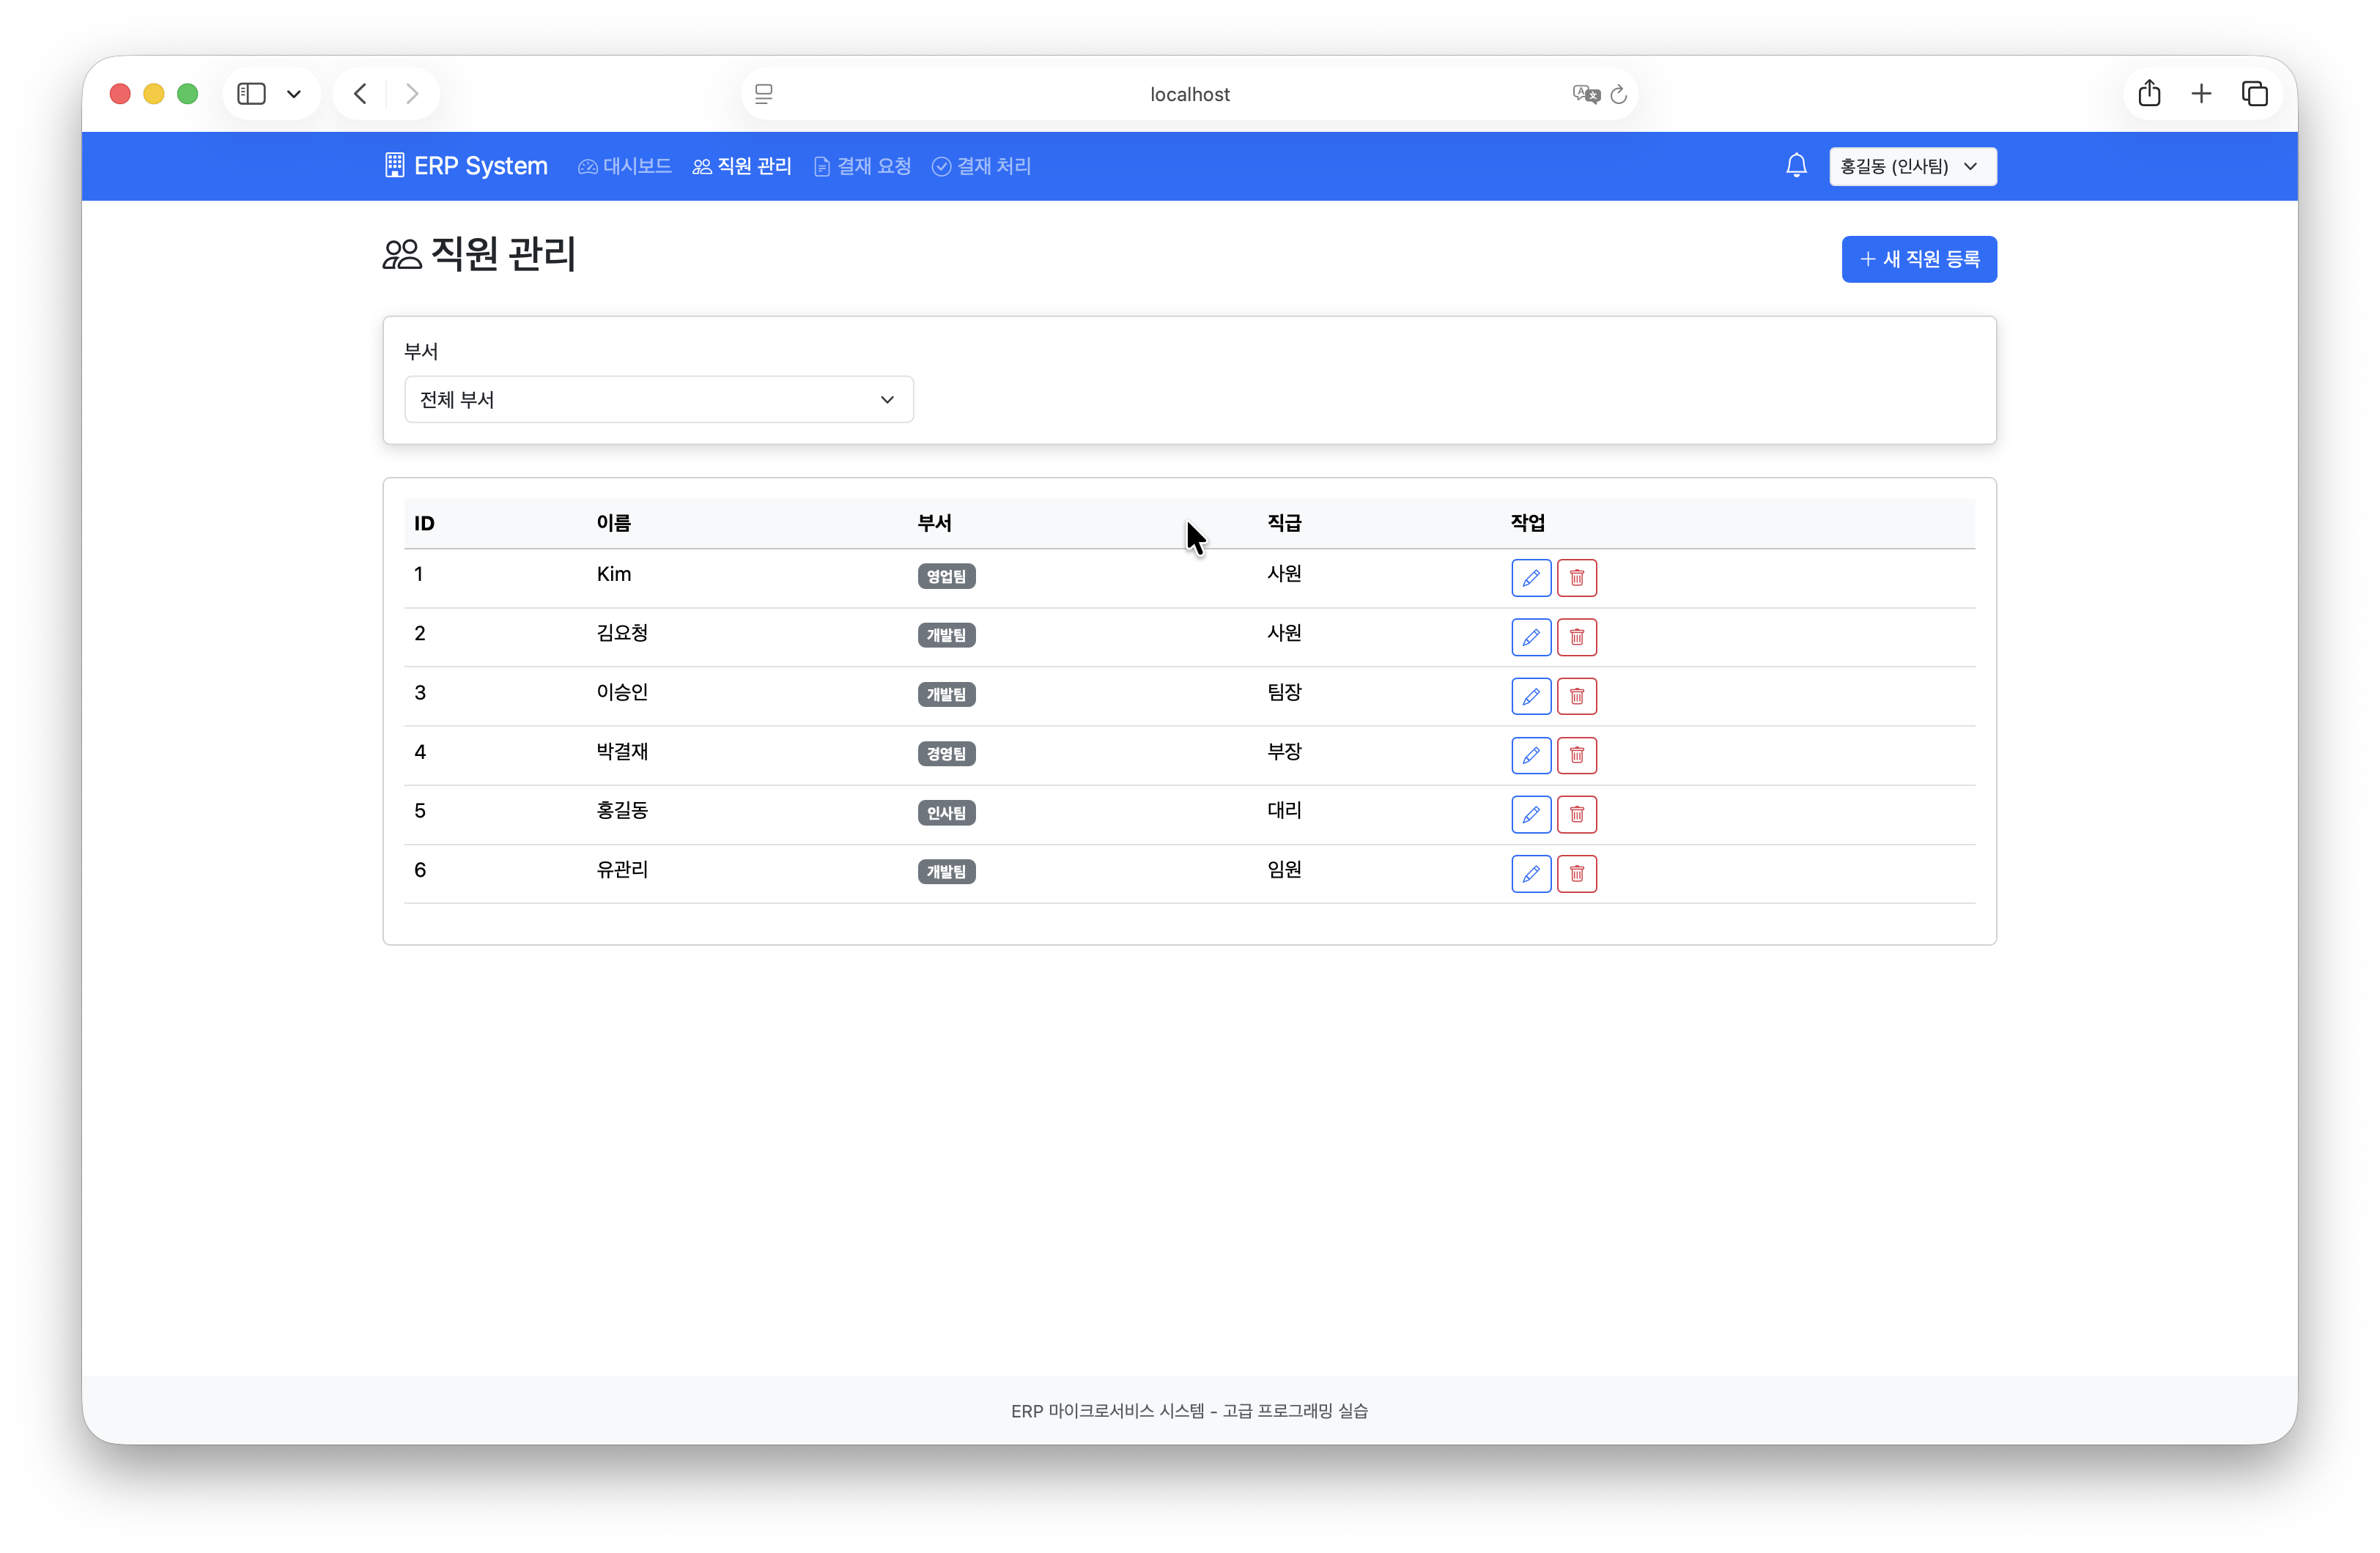 localhost
ERP System 대시보드 직원 관리 결재 요청 결재 처리 홍길동 (인사팀)
직원 관리
+ 새 직원 등록
부서
전체 부서
ID 이름 부서 직급 작업
1 Kim 영업팀 사원
2 김요청 개발팀 사원
3 이승인 개발팀 팀장
4 박결재 경영팀 부장
5 홍길동 인사팀 대리
6 유관리 개발팀 임원
ERP 마이크로서비스 시스템 - 고급 프로그래밍 실습